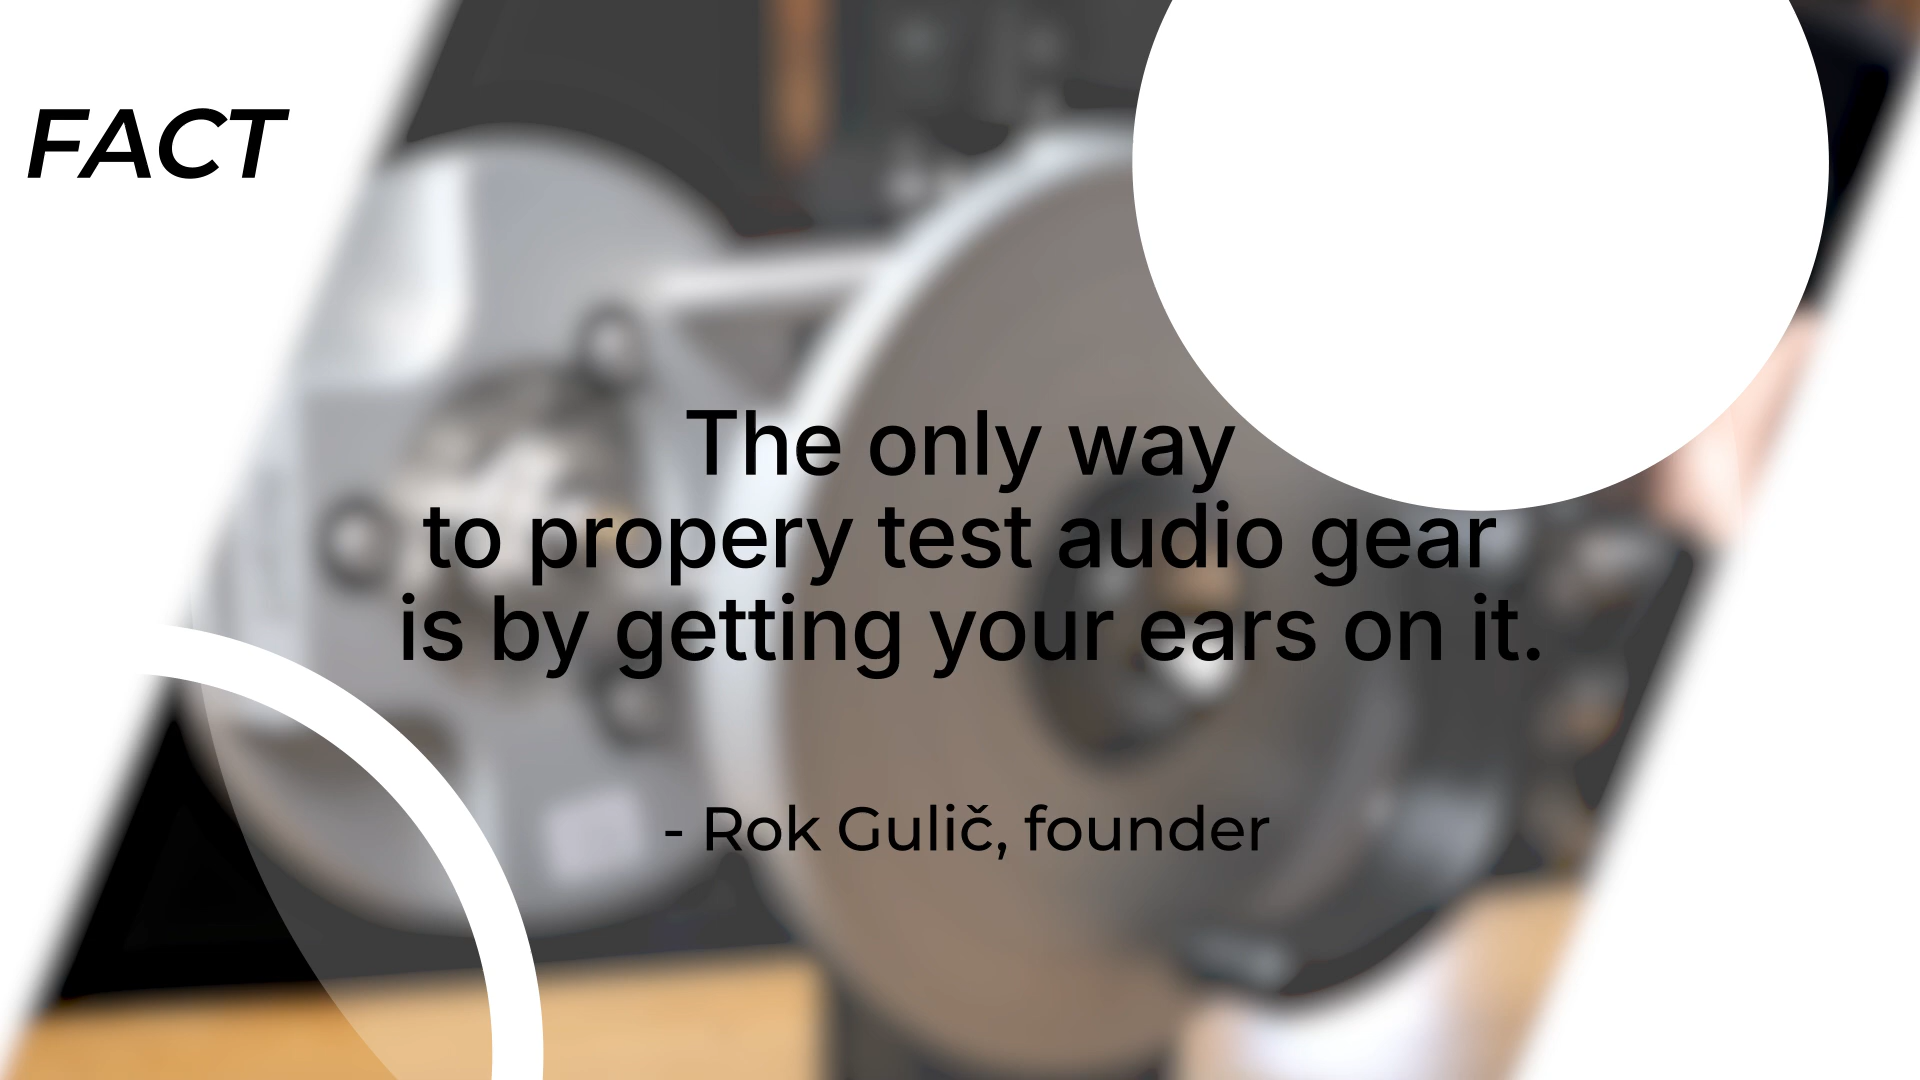 FACT
The only way
to propery test audio gear
is by getting your ears on it.
- Rok Gulič, founder